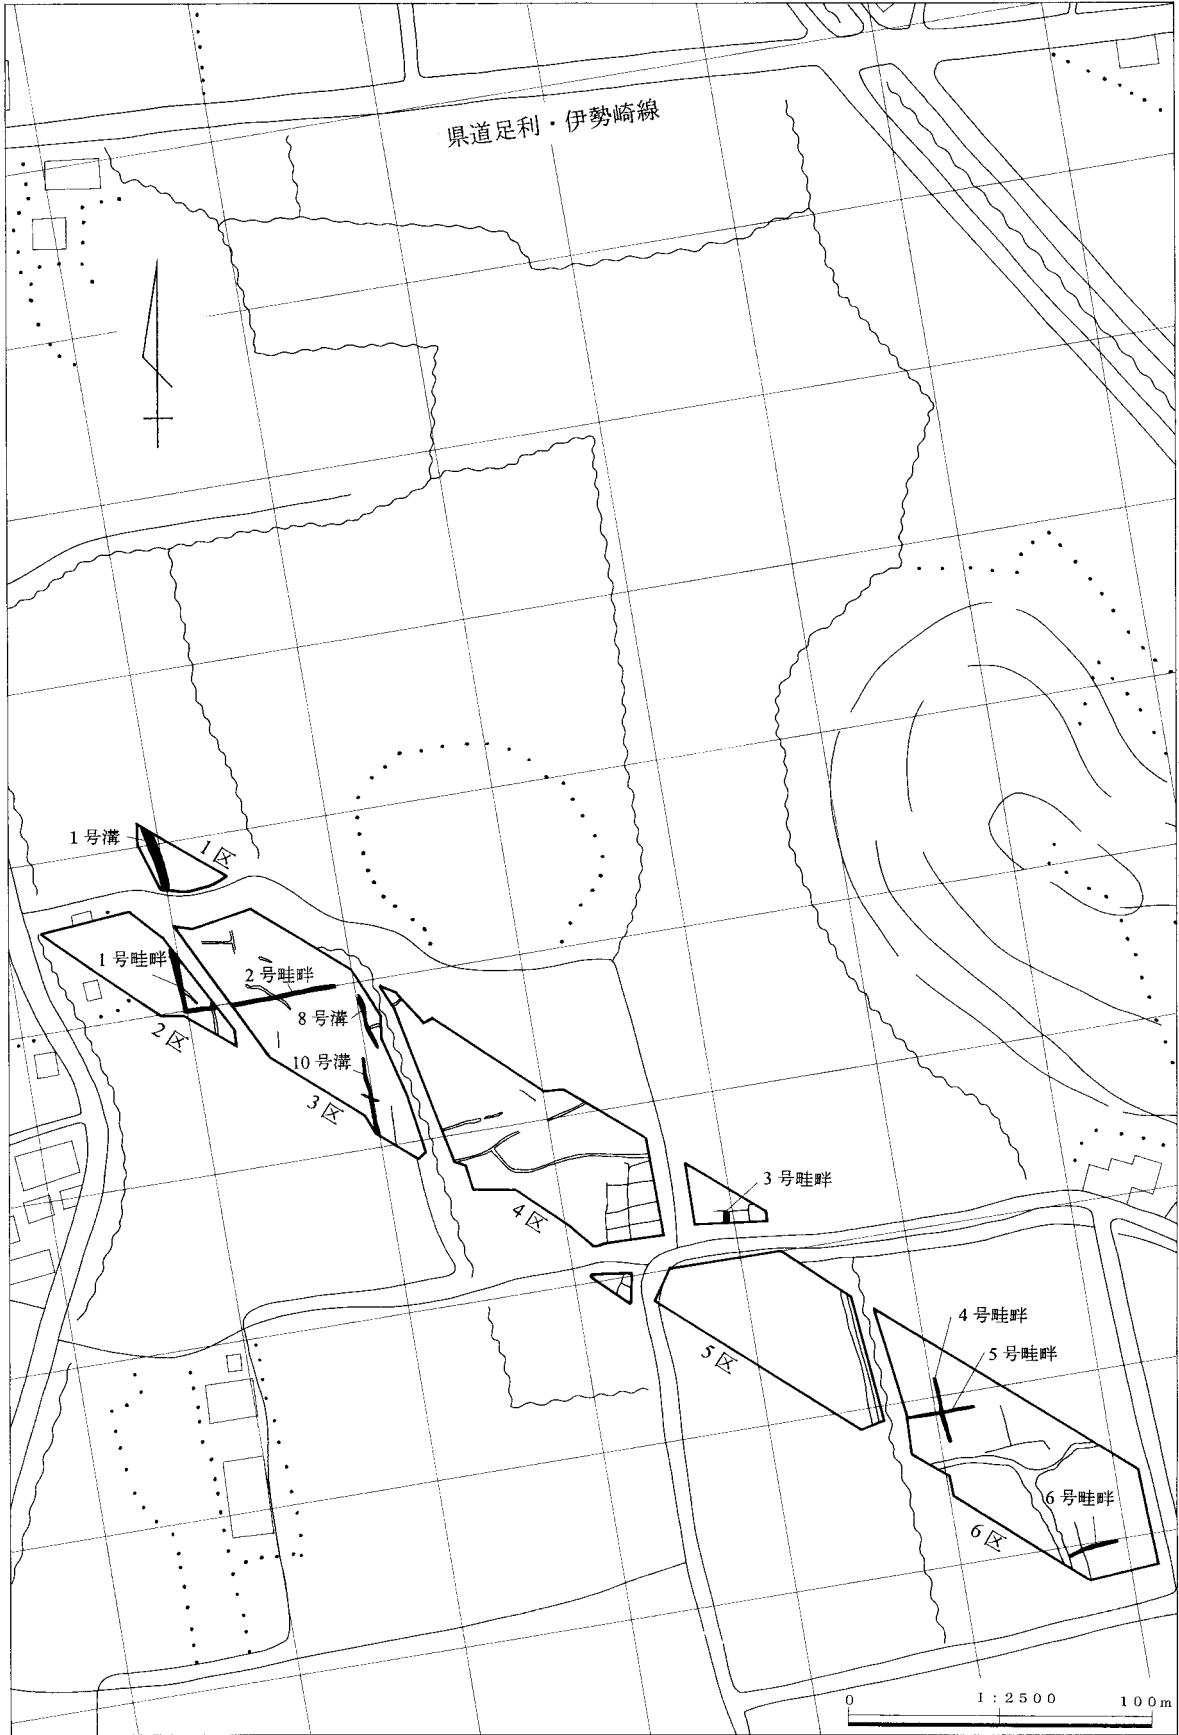 県道足利・伊勢崎線
1号溝
1区
1号畦畔
2号畦畔
2区
8号溝
10号溝
3区
4区
3号畦畔
5区
4号畦畔
5号畦畔
6号畦畔
6区
0 1:2500 100m